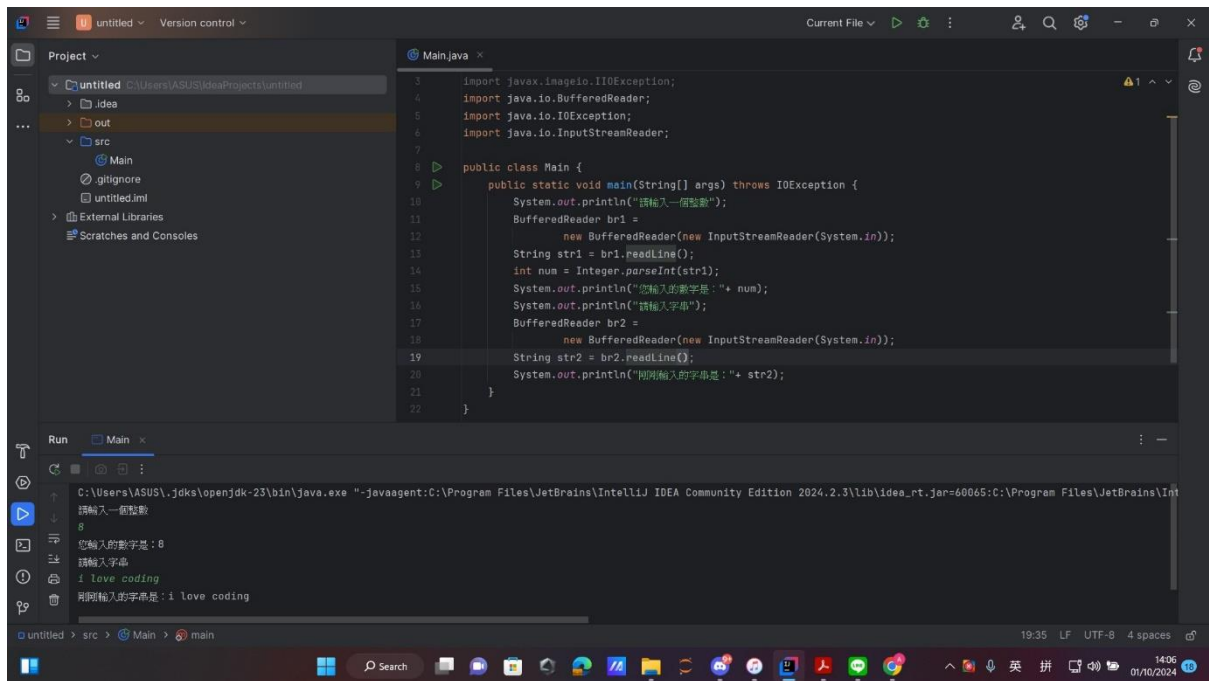 untitled
Version control
Current File
Project
Main.java
untitled C:\Users\ASUS\IdeaProjects\untitled
.idea
out
src
Main
.gitignore
untitled.iml
External Libraries
Scratches and Consoles
1
3 import javax.imageio.IIOException;
4 import java.io.BufferedReader;
5 import java.io.IOException;
6 import java.io.InputStreamReader;
7
8 public class Main {
9 public static void main(String[] args) throws IOException {
10 System.out.println("請輸入一個整數");
11 BufferedReader br1 =
12 new BufferedReader(new InputStreamReader(System.in));
13 String str1 = br1.readLine();
14 int num = Integer.parseInt(str1);
15 System.out.println("您輸入的數字是："+ num);
16 System.out.println("請輸入字串");
17 BufferedReader br2 =
18 new BufferedReader(new InputStreamReader(System.in));
19 String str2 = br2.readLine();
20 System.out.println("剛剛輸入的字串是："+ str2);
21 }
22 }
Run Main
C:\Users\ASUS\.jdks\openjdk-23\bin\java.exe "-javaagent:C:\Program Files\JetBrains\IntelliJ IDEA Community Edition 2024.2.3\lib\idea_rt.jar=60065:C:\Program Files\JetBrains\Int
請輸入一個整數
8
您輸入的數字是：8
請輸入字串
i love coding
剛剛輸入的字串是：i love coding
untitled > src > Main > main
19:35 LF UTF-8 4 spaces
Search
英 拼
14:06
01/10/2024
18